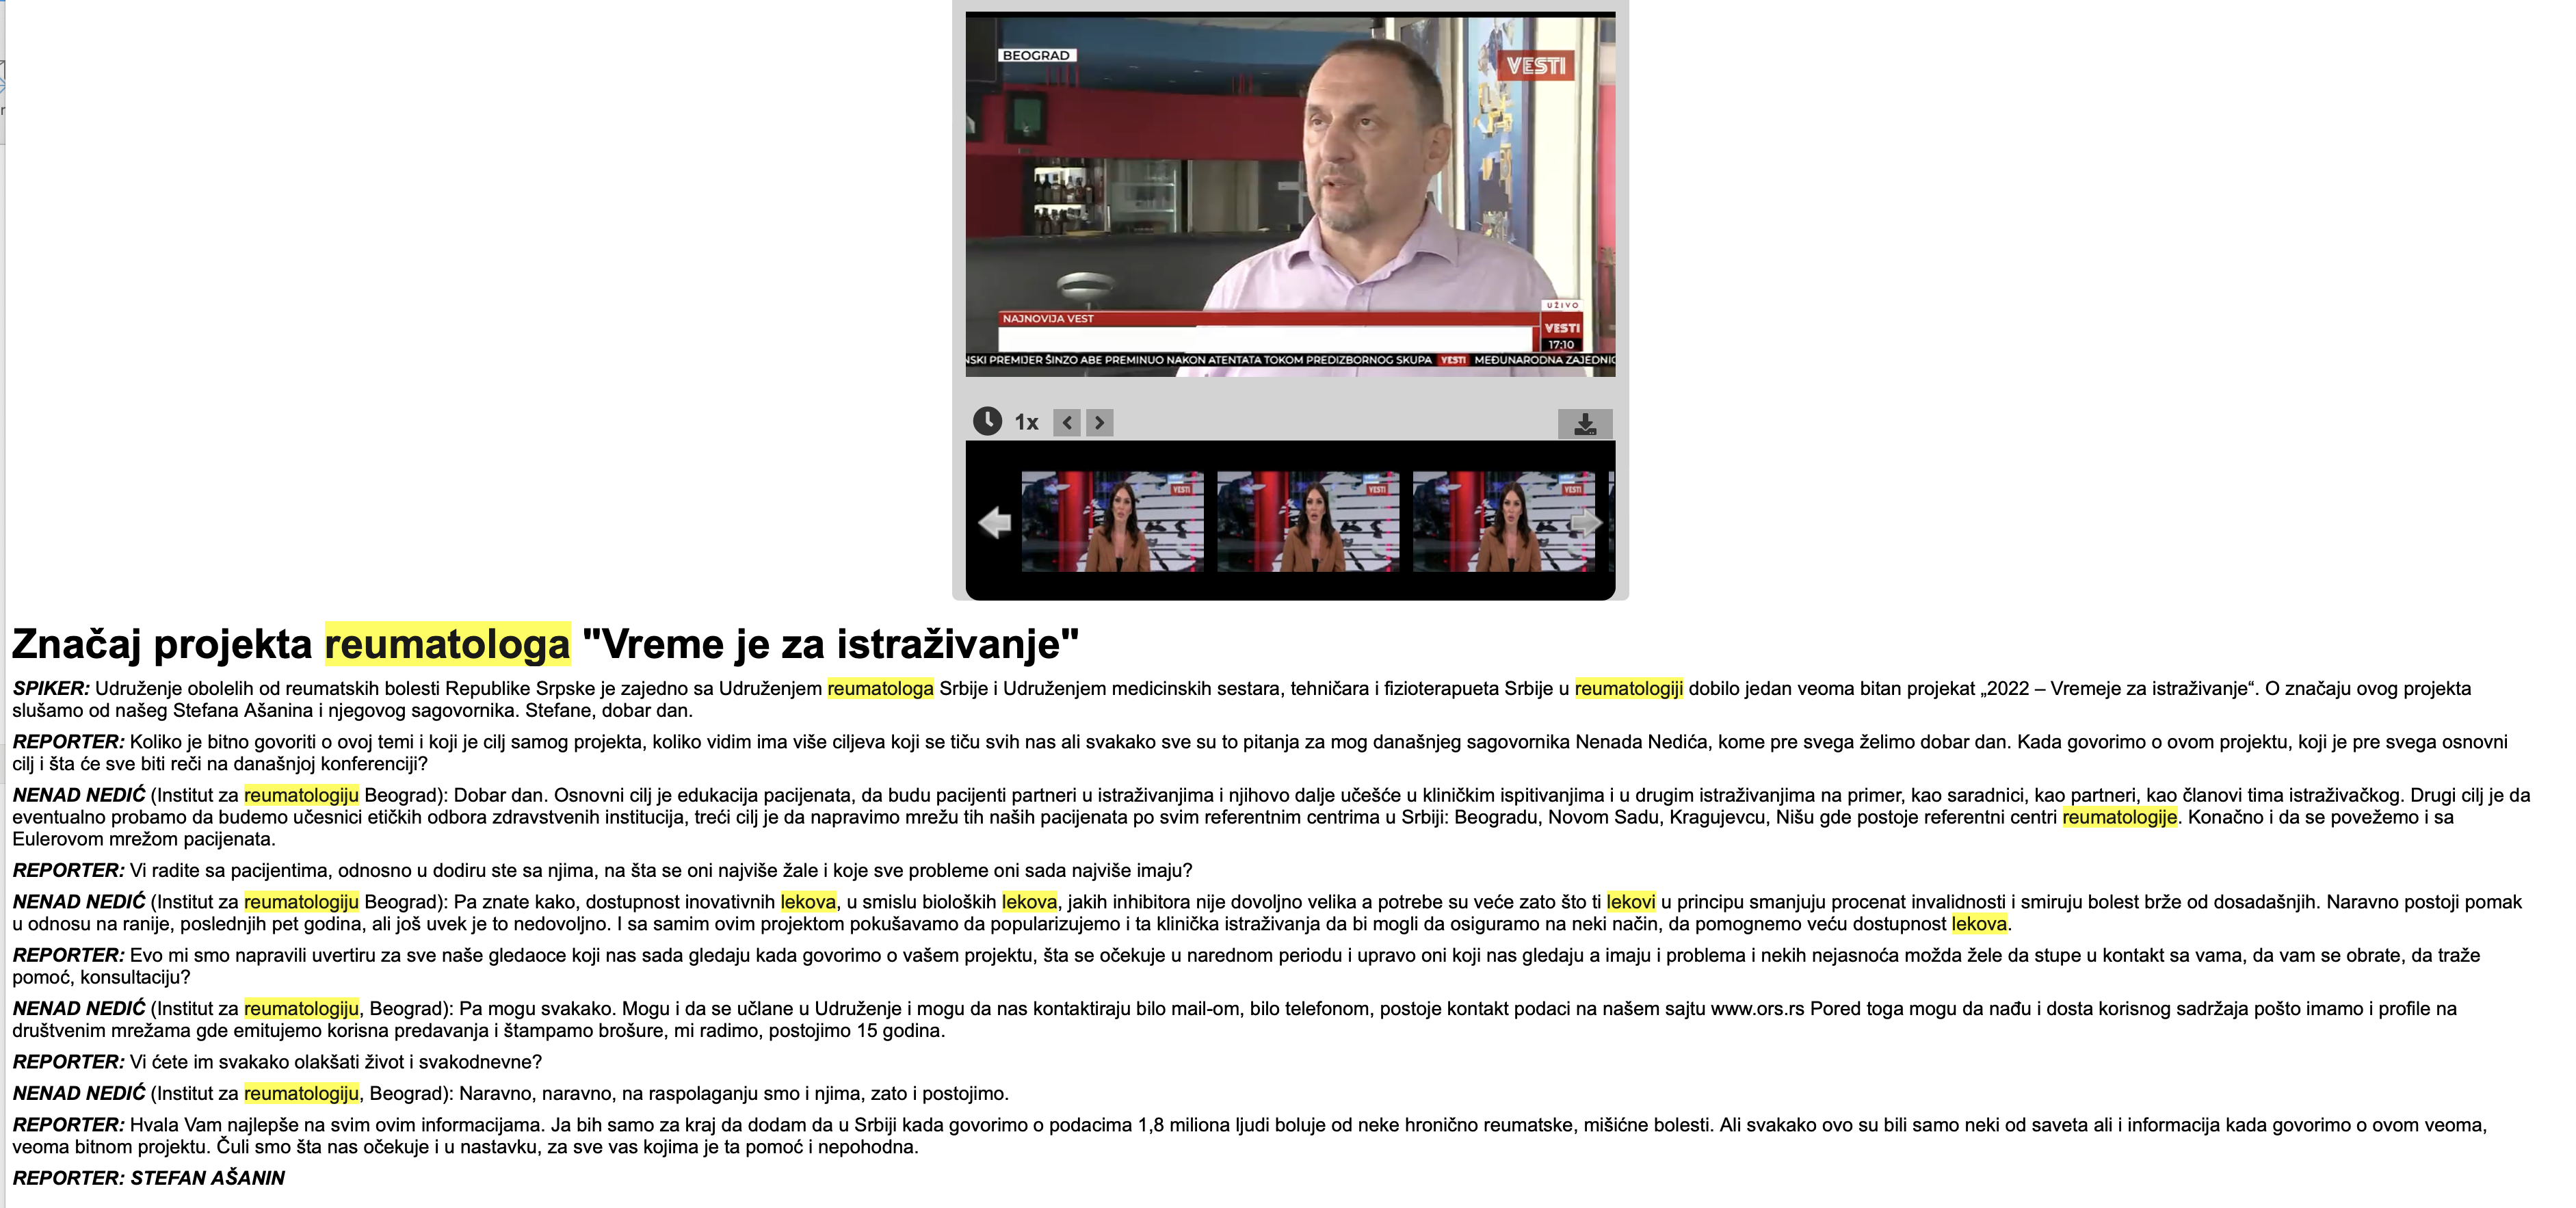 BEOGRAD
VESTI
UŽIVO
NAJNOVIJA VEST
VESTI
17:10
NSKI PREMIJER ŠINZO ABE PREMINUO NAKON ATENTATA TOKOM PREDIZBORNOG SKUPA VESTI MEĐUNARODNA ZAJEDNIC
1x
VESTI
VESTI
VESTI
Značaj projekta reumatologa "Vreme je za istraživanje"
SPIKER: Udruženje obolelih od reumatskih bolesti Republike Srpske je zajedno sa Udruženjem reumatologa Srbije i Udruženjem medicinskih sestara, tehničara i fizioterapueta Srbije u reumatologiji dobilo jedan veoma bitan projekat „2022 – Vremeje za istraživanje“. O značaju ovog projekta
slušamo od našeg Stefana Ašanina i njegovog sagovornika. Stefane, dobar dan.
REPORTER: Koliko je bitno govoriti o ovoj temi i koji je cilj samog projekta, koliko vidim ima više ciljeva koji se tiču svih nas ali svakako sve su to pitanja za mog današnjeg sagovornika Nenada Nedića, kome pre svega želimo dobar dan. Kada govorimo o ovom projektu, koji je pre svega osnovni
cilj i šta će sve biti reči na današnjoj konferenciji?
NENAD NEDIĆ (Institut za reumatologiju Beograd): Dobar dan. Osnovni cilj je edukacija pacijenata, da budu pacijenti partneri u istraživanjima i njihovo dalje učešće u kliničkim ispitivanjima i u drugim istraživanjima na primer, kao saradnici, kao partneri, kao članovi tima istraživačkog. Drugi cilj je da
eventualno probamo da budemo učesnici etičkih odbora zdravstvenih institucija, treći cilj je da napravimo mrežu tih naših pacijenata po svim referentnim centrima u Srbiji: Beogradu, Novom Sadu, Kragujevcu, Nišu gde postoje referentni centri reumatologije. Konačno i da se povežemo i sa
Eulerovom mrežom pacijenata.
REPORTER: Vi radite sa pacijentima, odnosno u dodiru ste sa njima, na šta se oni najviše žale i koje sve probleme oni sada najviše imaju?
NENAD NEDIĆ (Institut za reumatologiju Beograd): Pa znate kako, dostupnost inovativnih lekova, u smislu bioloških lekova, jakih inhibitora nije dovoljno velika a potrebe su veće zato što ti lekovi u principu smanjuju procenat invalidnosti i smiruju bolest brže od dosadašnjih. Naravno postoji pomak
u odnosu na ranije, poslednjih pet godina, ali još uvek je to nedovoljno. I sa samim ovim projektom pokušavamo da popularizujemo i ta klinička istraživanja da bi mogli da osiguramo na neki način, da pomognemo veću dostupnost lekova.
REPORTER: Evo mi smo napravili uvertiru za sve naše gledaoce koji nas sada gledaju kada govorimo o vašem projektu, šta se očekuje u narednom periodu i upravo oni koji nas gledaju a imaju i problema i nekih nejasnoća možda žele da stupe u kontakt sa vama, da vam se obrate, da traže
pomoć, konsultaciju?
NENAD NEDIĆ (Institut za reumatologiju, Beograd): Pa mogu svakako. Mogu i da se učlane u Udruženje i mogu da nas kontaktiraju bilo mail-om, bilo telefonom, postoje kontakt podaci na našem sajtu www.ors.rs Pored toga mogu da nađu i dosta korisnog sadržaja pošto imamo i profile na
društvenim mrežama gde emitujemo korisna predavanja i štampamo brošure, mi radimo, postojimo 15 godina.
REPORTER: Vi ćete im svakako olakšati život i svakodnevne?
NENAD NEDIĆ (Institut za reumatologiju, Beograd): Naravno, naravno, na raspolaganju smo i njima, zato i postojimo.
REPORTER: Hvala Vam najlepše na svim ovim informacijama. Ja bih samo za kraj da dodam da u Srbiji kada govorimo o podacima 1,8 miliona ljudi boluje od neke hronično reumatske, mišićne bolesti. Ali svakako ovo su bili samo neki od saveta ali i informacija kada govorimo o ovom veoma,
veoma bitnom projektu. Čuli smo šta nas očekuje i u nastavku, za sve vas kojima je ta pomoć i nepohodna.
REPORTER: STEFAN AŠANIN